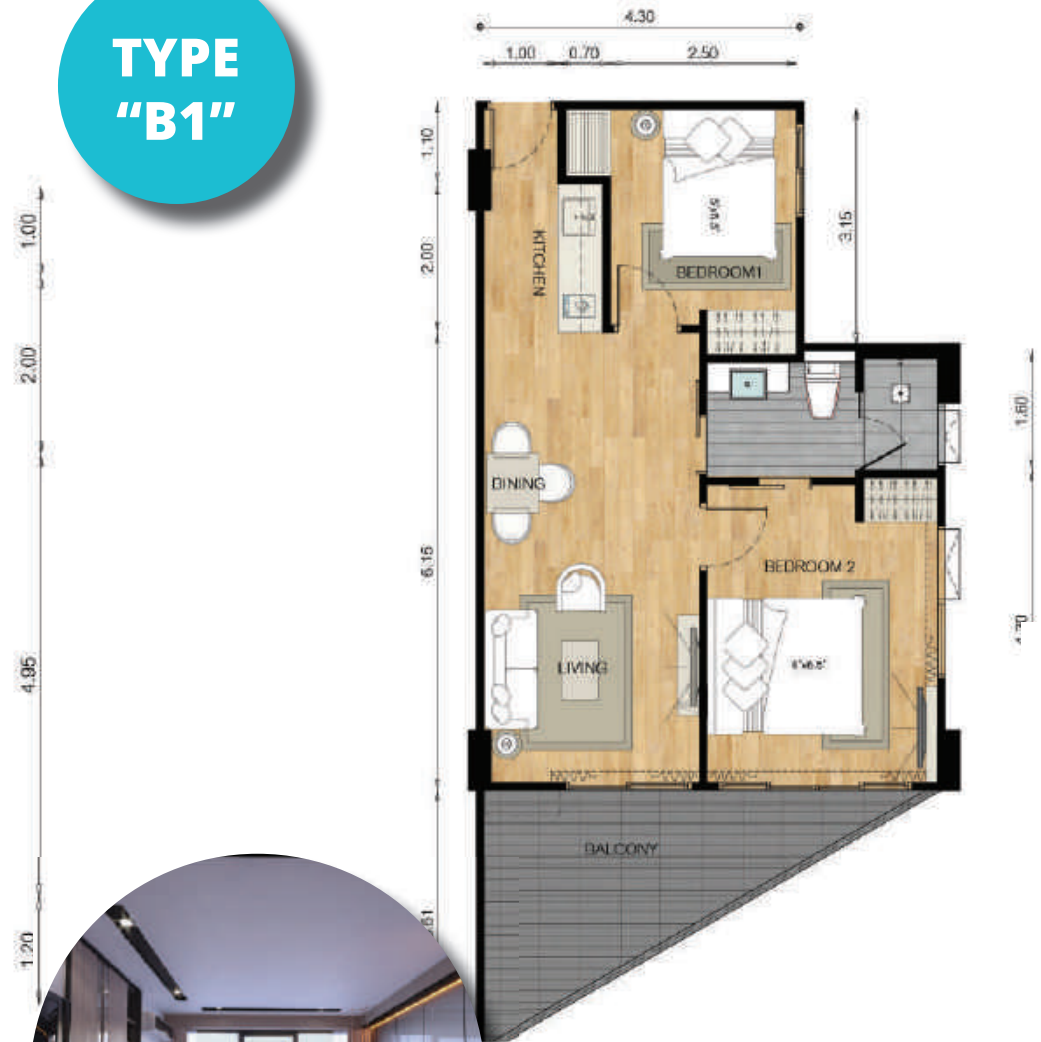 TYPE
“B1”
4.30
1.00 0.70 2.50
1.10
2.00
6.15
3.15
1.00
2.00
4.95
1.20
1.60
KITCHEN
BEDROOM1
DINING
BEDROOM 2
LIVING
BALCONY